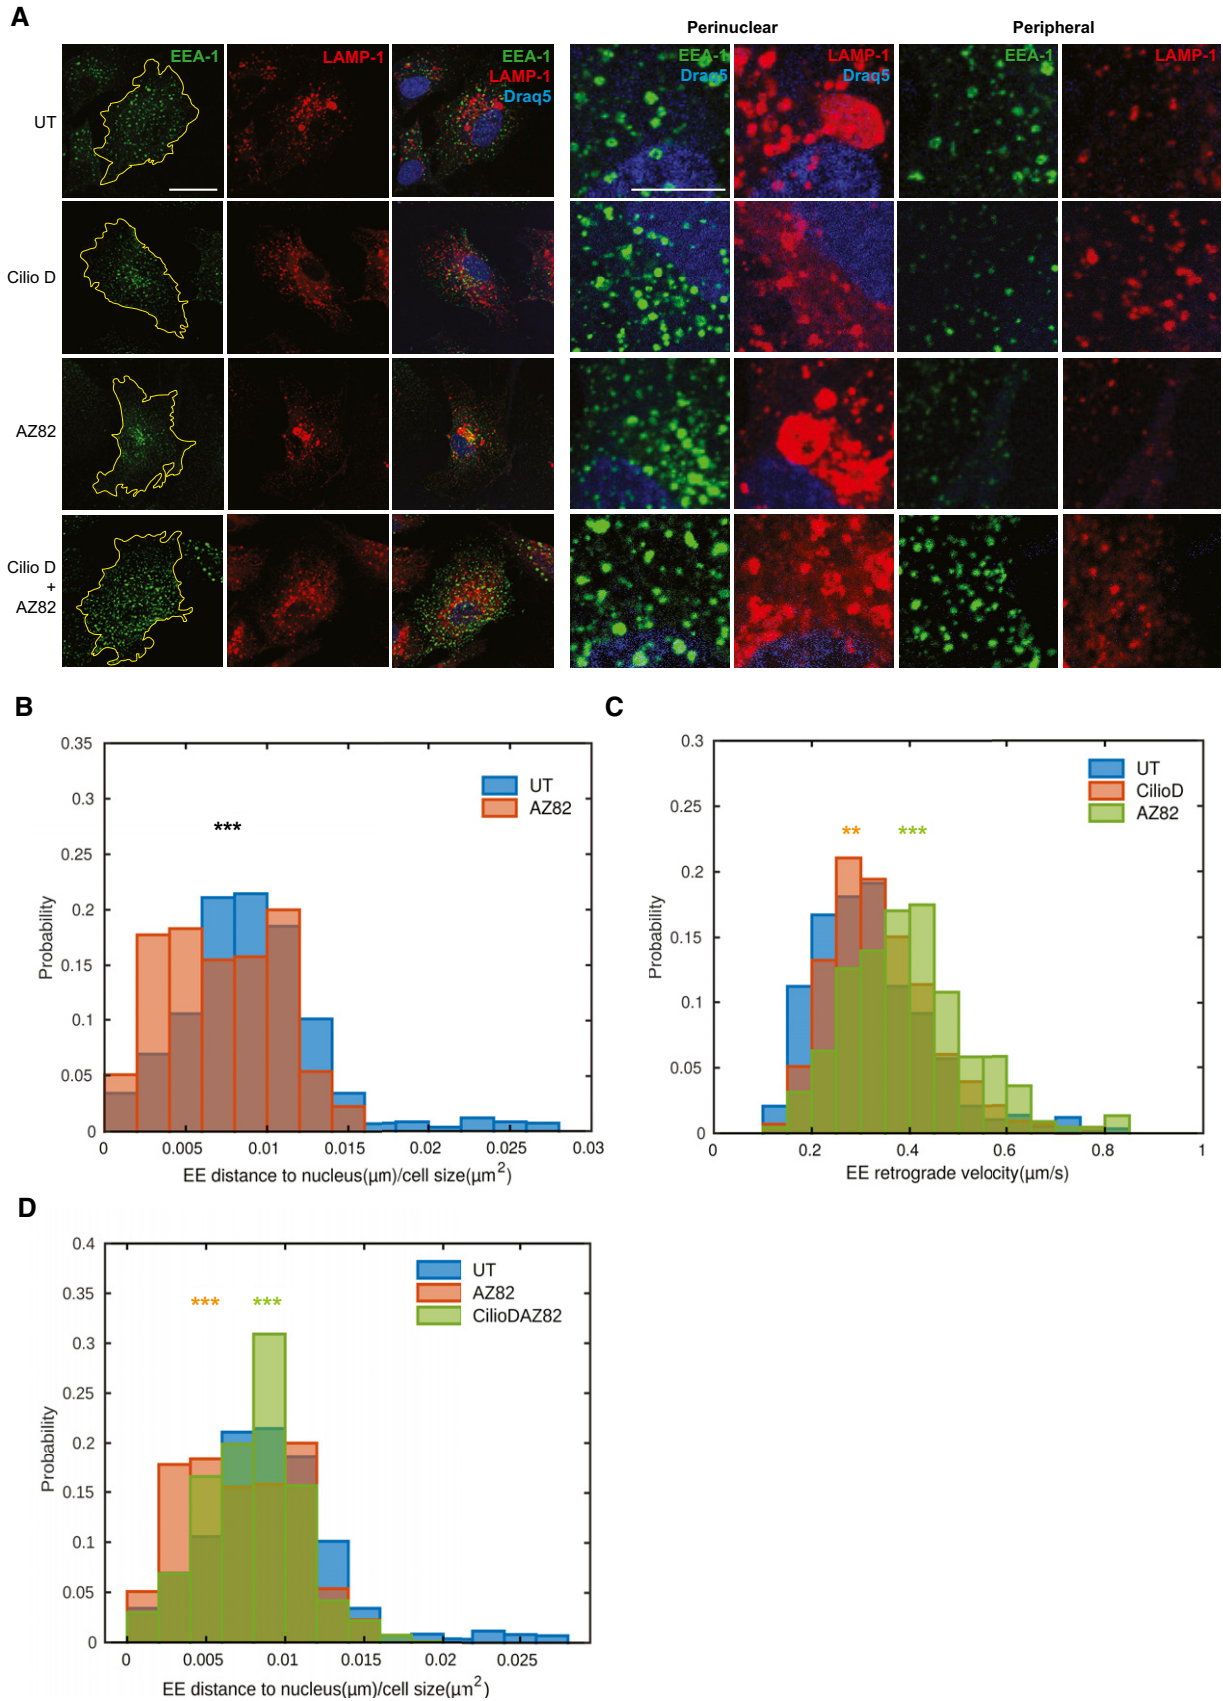 A
Perinuclear
Peripheral
EEA-1
LAMP-1
EEA-1
LAMP-1
Draq5
EEA-1
Draq5
LAMP-1
Draq5
EEA-1
LAMP-1
UT
Cilio D
AZ82
Cilio D
+
AZ82
B
0.35
0.3
0.25
0.2
0.15
0.1
0.05
0
Probability
UT
AZ82
***
0
0.005
0.01
0.015
0.02
0.025
0.03
EE distance to nucleus(μm)/cell size(μm²)
C
0.3
0.25
0.2
0.15
0.1
0.05
0
Probability
UT
CilioD
AZ82
**
***
0
0.2
0.4
0.6
0.8
1
EE retrograde velocity(μm/s)
D
0.4
0.35
0.3
0.25
0.2
0.15
0.1
0.05
0
Probability
UT
AZ82
CilioDAZ82
***
***
0
0.005
0.01
0.015
0.02
0.025
EE distance to nucleus(μm)/cell size(μm²)